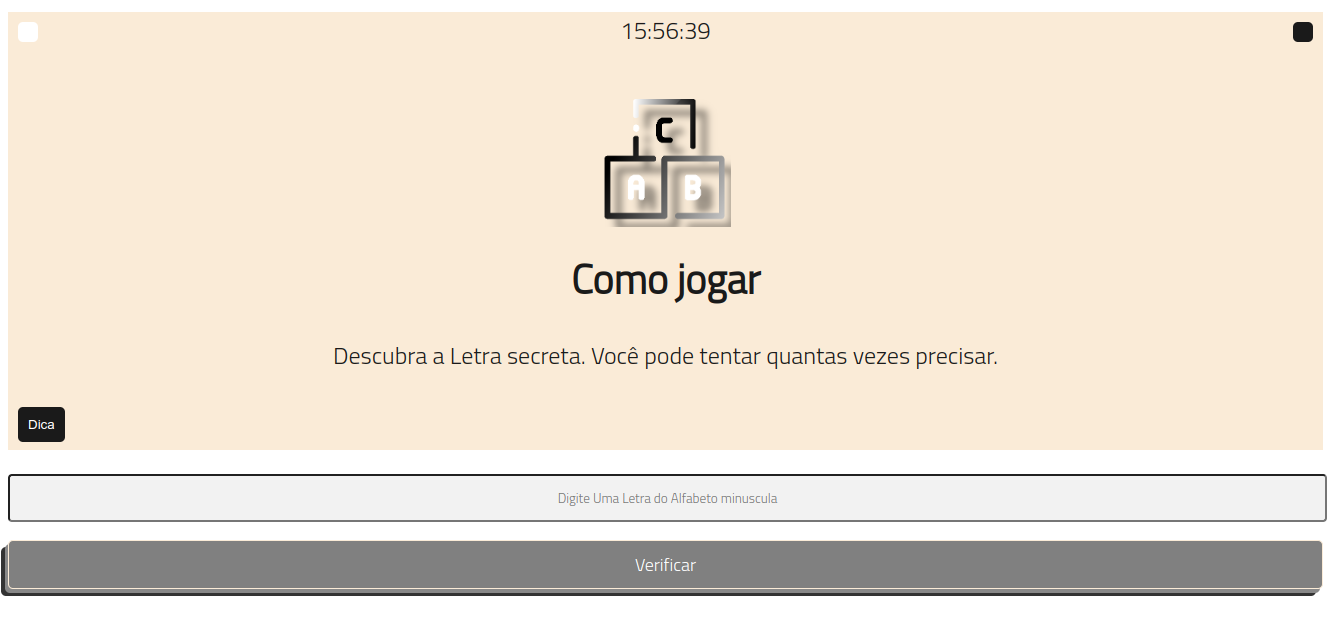 15:56:39
C
A B
Como jogar
Descubra a Letra secreta. Você pode tentar quantas vezes precisar.
Dica
Digite Uma Letra do Alfabeto minuscula
Verificar